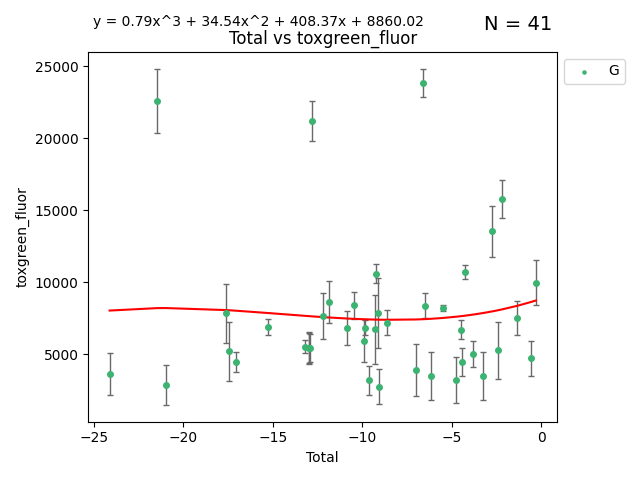 y = 0.79x^3 + 34.54x^2 + 408.37x + 8860.02
N = 41
Total vs toxgreen_fluor
G
25000
20000
15000
10000
5000
toxgreen_fluor
−25 −20 −15 −10 −5 0
Total